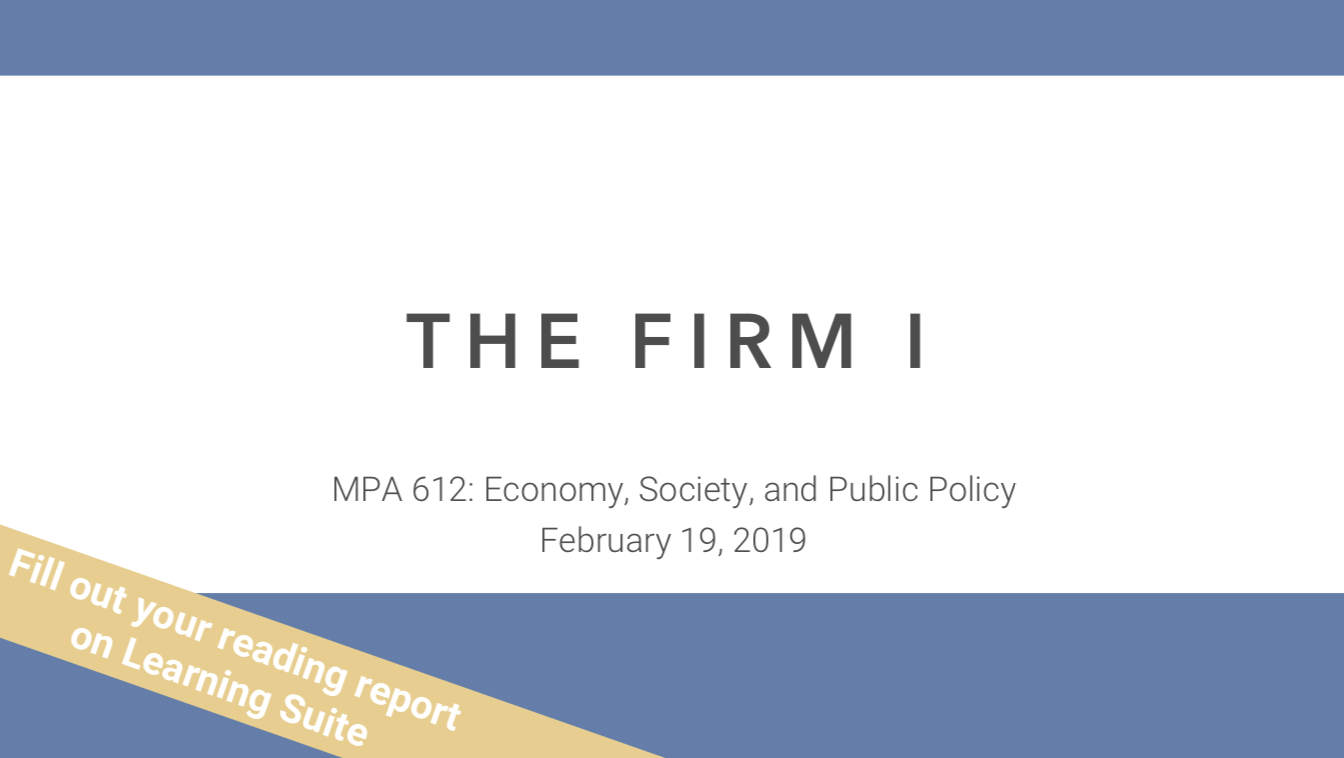 THE FIRM I
MPA 612: Economy, Society, and Public Policy
February 19, 2019
Fill out your reading report
on Learning Suite